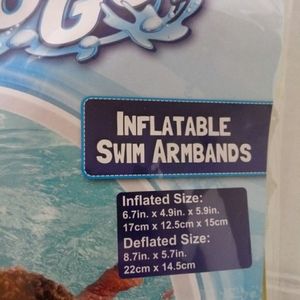 INFLATABLE
SWIM ARMBANDS
Inflated Size:
6.7in. x 4.9in. x 5.9in.
17cm x 12.5cm x 15cm
Deflated Size:
8.7in. x 5.7in.
22cm x 14.5cm